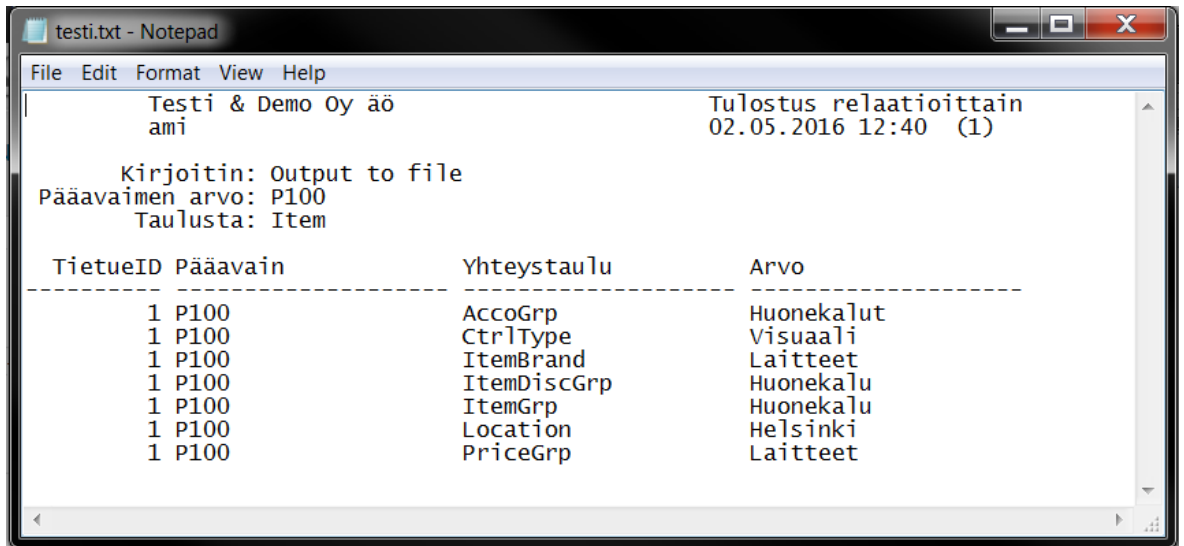 testi.txt - Notepad
File Edit Format View Help
Testi & Demo Oy äö Tulostus relaatioittain
ami 02.05.2016 12:40 (1)
Kirjoitin: Output to file
Pääavaimen arvo: P100
Taulusta: Item
TietueID Pääavain Yhteystaulu Arvo
---------- -------------------- -------------------- --------------------
1 P100 AccoGrp Huonekalut
1 P100 CtrlType Visuaali
1 P100 ItemBrand Laitteet
1 P100 ItemDiscGrp Huonekalu
1 P100 ItemGrp Huonekalu
1 P100 Location Helsinki
1 P100 PriceGrp Laitteet